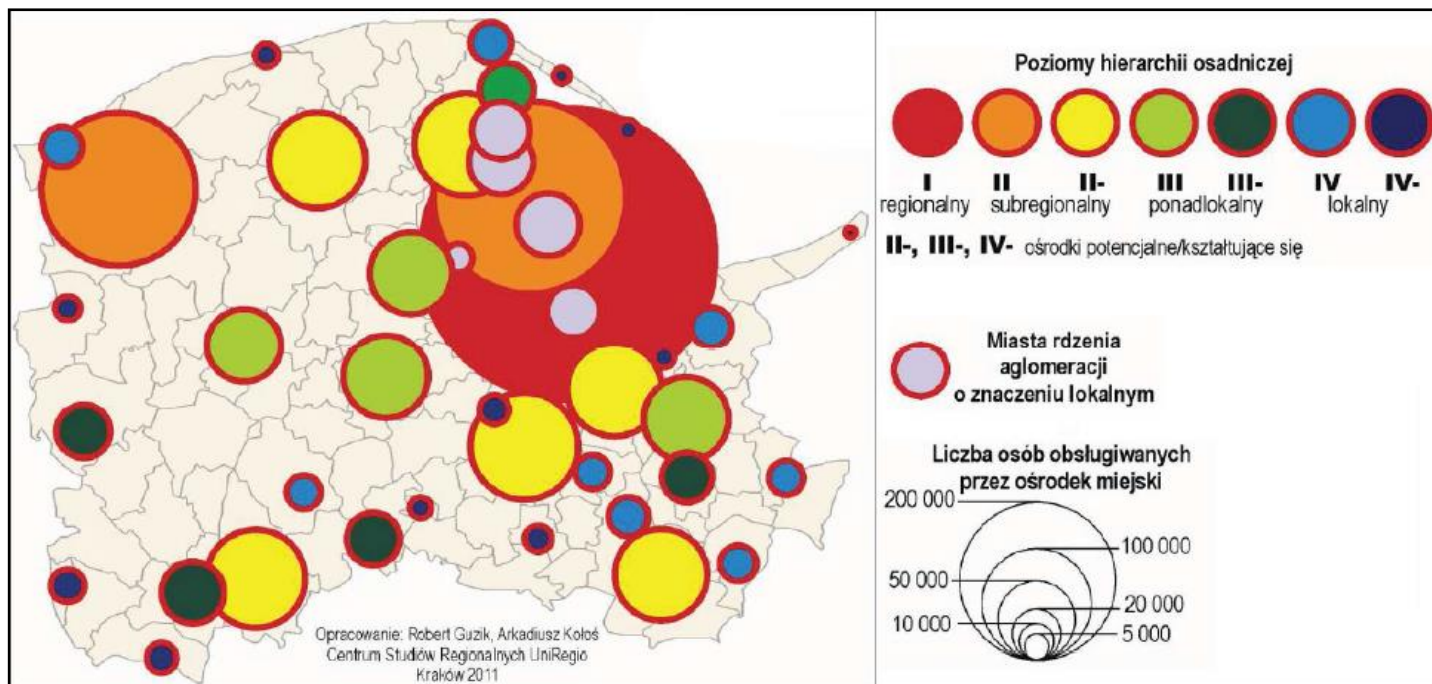 Poziomy hierarchii osadniczej
I II II- III III- IV IV-
regionalny subregionalny ponadlokalny lokalny
II-, III-, IV- ośrodki potencjalne/kształtujące się
Miasta rdzenia
aglomeracji
o znaczeniu lokalnym
Liczba osób obsługiwanych
przez ośrodek miejski
200 000
100 000
50 000
20 000
10 000
5 000
Opracowanie: Robert Guzik, Arkadiusz Kołoś
Centrum Studiów Regionalnych UniRegio
Kraków 2011